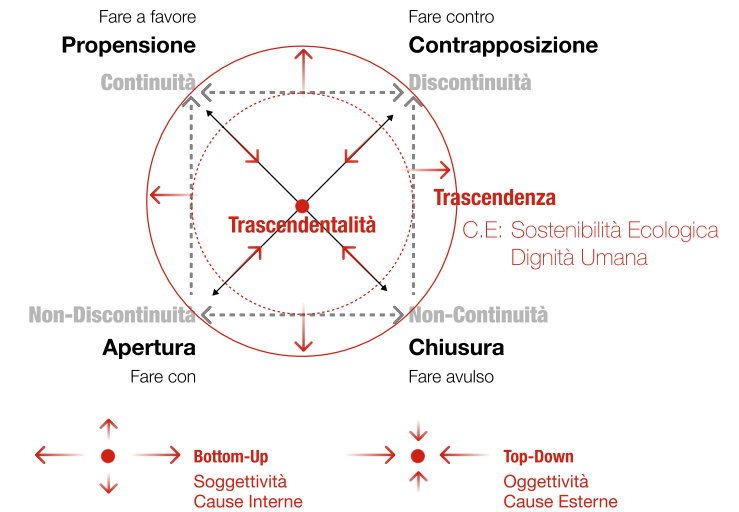 Fare a favore
Propensione
Continuità
Fare contro
Contrapposizione
Discontinuità
Trascendenza
Trascendentalità
C.E: Sostenibilità Ecologica
Dignità Umana
Non-Discontinuità
Apertura
Fare con
Non-Continuità
Chiusura
Fare avulso
Bottom-Up
Soggettività
Cause Interne
Top-Down
Oggettività
Cause Esterne